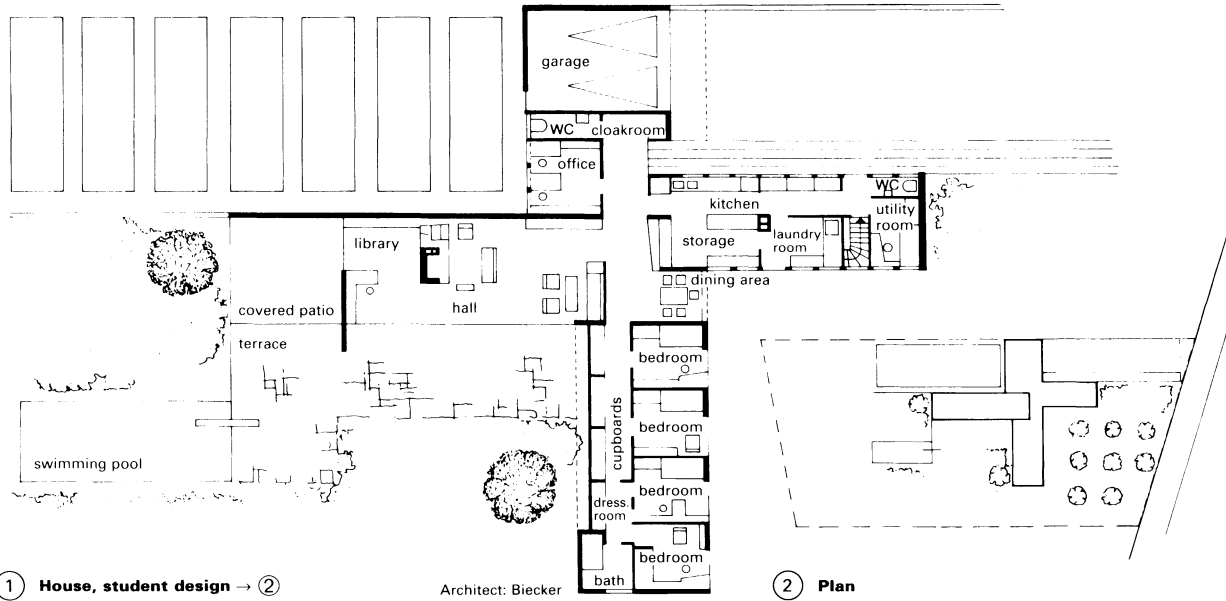 garage
WC
cloakroom
office
WC
kitchen
utility
room
library
storage
laundry
room
dining area
hall
covered patio
terrace
bedroom
bedroom
cupboards
swimming pool
bedroom
dress.
room
bedroom
bath
1 House, student design → 2
Architect: Biecker
2 Plan